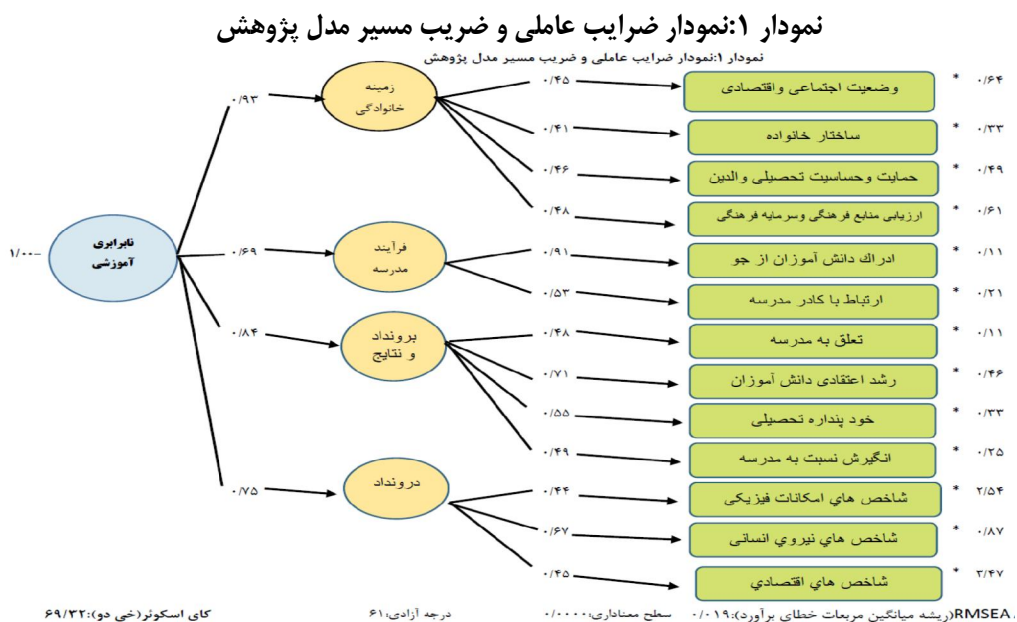 نمودار ۱:نمودار ضرایب عاملی و ضریب مسیر مدل پژوهش
نمودار ۱:نمودار ضرایب عاملی و ضریب مسیر مدل پژوهش
۱/۰۰
نابرابری
آموزشی
۰/۹۳
زمینه
خانوادگی
۰/۴۵
وضعیت اجتماعی واقتصادی
* ۰/۶۴
۰/۴۱
ساختار خانواده
* ۰/۳۳
۰/۴۶
حمایت وحساسیت تحصیلی والدین
* ۰/۴۹
۰/۴۸
ارزیابی منابع فرهنگی وسرمایه فرهنگی
* ۰/۶۱
۰/۶۹
فرآیند
مدرسه
۰/۹۱
ادراك دانش آموزان از جو
* ۰/۱۱
۰/۵۳
ارتباط با کادر مدرسه
* ۰/۲۱
۰/۸۴
برونداد
و نتایج
۰/۴۸
تعلق به مدرسه
* ۰/۱۱
۰/۷۱
رشد اعتقادی دانش آموزان
* ۰/۴۶
۰/۵۵
خود پنداره تحصیلی
* ۰/۳۳
۰/۴۹
انگیزش نسبت به مدرسه
* ۰/۲۵
۰/۷۵
درونداد
۰/۴۴
شاخص هاي امکانات فیزیکی
* ۲/۵۴
۰/۶۷
شاخص هاي نیروي انسانی
* ۰/۸۷
۰/۴۵
شاخص هاي اقتصادي
* ۳/۴۷
کای اسکوئر(خی دو):۶۹/۳۲ درجه آزادی:۶۱ سطح معناداری:۰/۰۰۰۰ RMSEA(ریشه میانگین مربعات خطای برآورد):۰/۰۱۹